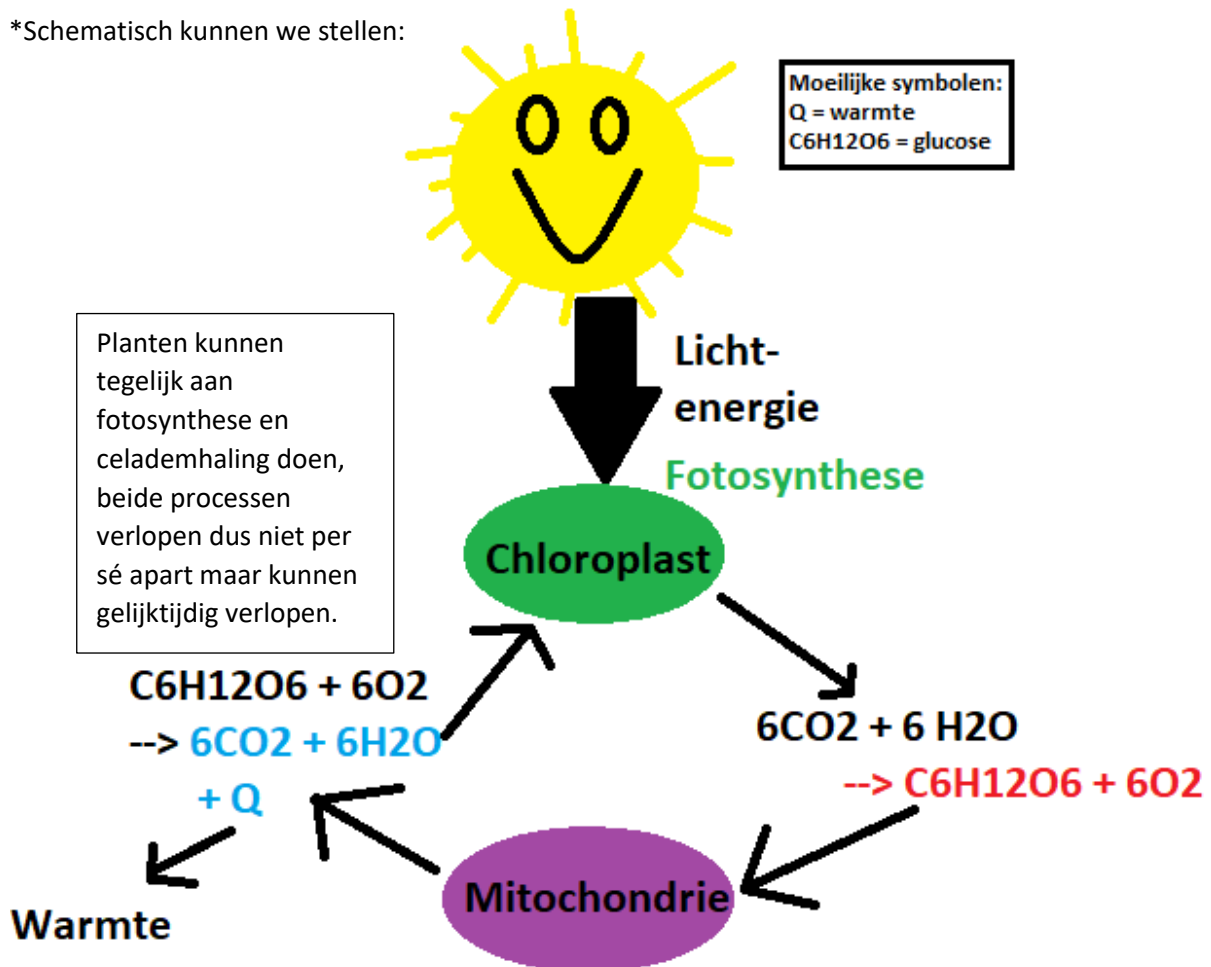 *Schematisch kunnen we stellen:
Moeilijke symbolen:
Q = warmte
C6H12O6 = glucose
Licht-
energie
Fotosynthese
Planten kunnen
tegelijk aan
fotosynthese en
celademhaling doen,
beide processen
verlopen dus niet per
sé apart maar kunnen
gelijktijdig verlopen.
Chloroplast
C6H12O6 + 6O2
--> 6CO2 + 6H2O
+ Q
6CO2 + 6 H2O
--> C6H12O6 + 6O2
Mitochondrie
Warmte